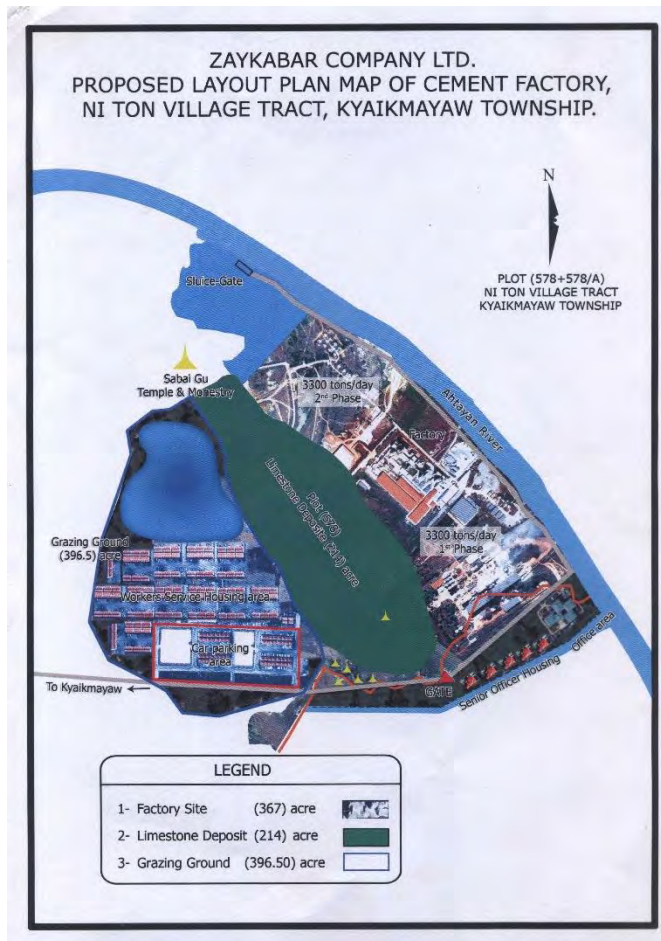 ZAYKABAR COMPANY LTD.
PROPOSED LAYOUT PLAN MAP OF CEMENT FACTORY,
NI TON VILLAGE TRACT, KYAIKMAYAW TOWNSHIP.
N
PLOT (578+578/A)
NI TON VILLAGE TRACT
KYAIKMAYAW TOWNSHIP
Sluice-Gate
Sabai Gu
Temple & Monestry
3300 tons/day
2nd Phase
Ahtayan River
Factory
Plot (578)
Limestone Deposite (214) acre
3300 tons/day
1st Phase
Grazing Ground
(396.5) acre
Workers Service Housing area
Car parking
area
To Kyaikmayaw
GATE
Senior Officer Housing
Office area
LEGEND
1- Factory Site (367) acre
2- Limestone Deposit (214) acre
3- Grazing Ground (396.50) acre